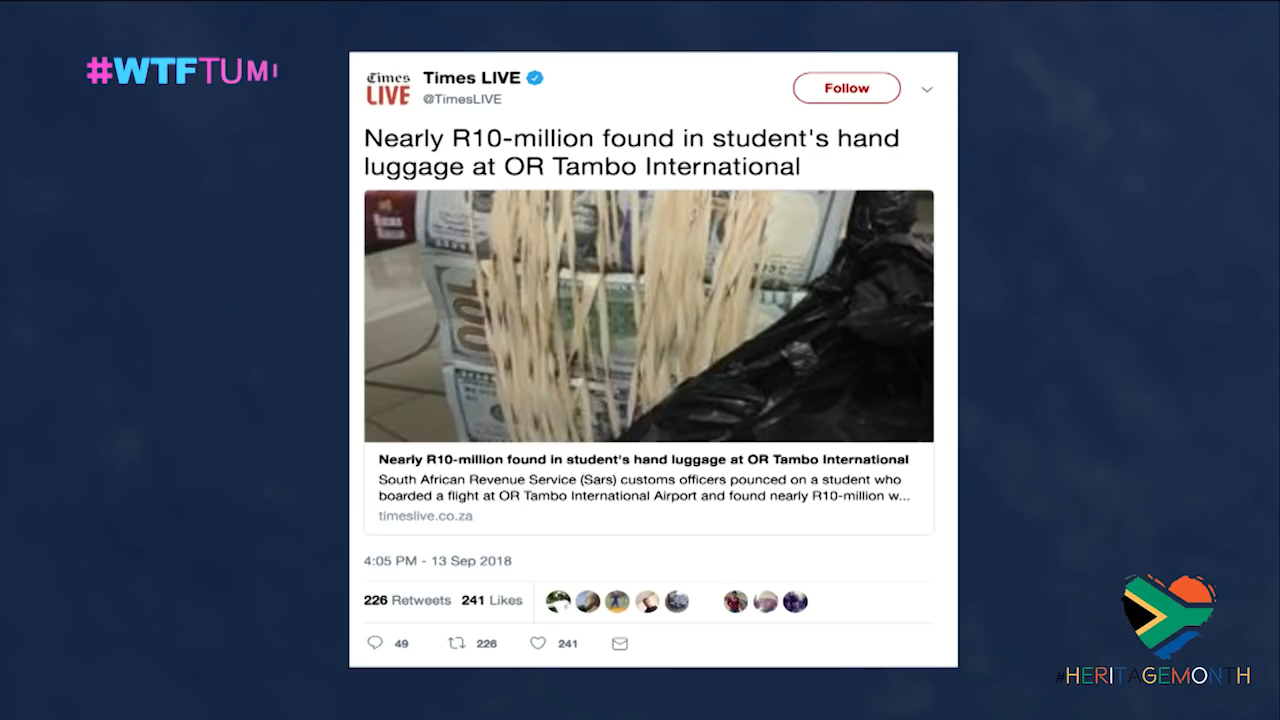 #WTFTUMI
Times LIVE
@TimesLIVE
Times
LIVE
Follow
Nearly R10-million found in student's hand
luggage at OR Tambo International
100
Nearly R10-million found in student's hand luggage at OR Tambo International
South African Revenue Service (Sars) customs officers pounced on a student who
boarded a flight at OR Tambo International Airport and found nearly R10-million w...
timeslive.co.za
4:05 PM - 13 Sep 2018
226 Retweets 241 Likes
49 226 241
#HERITAGEMONTH